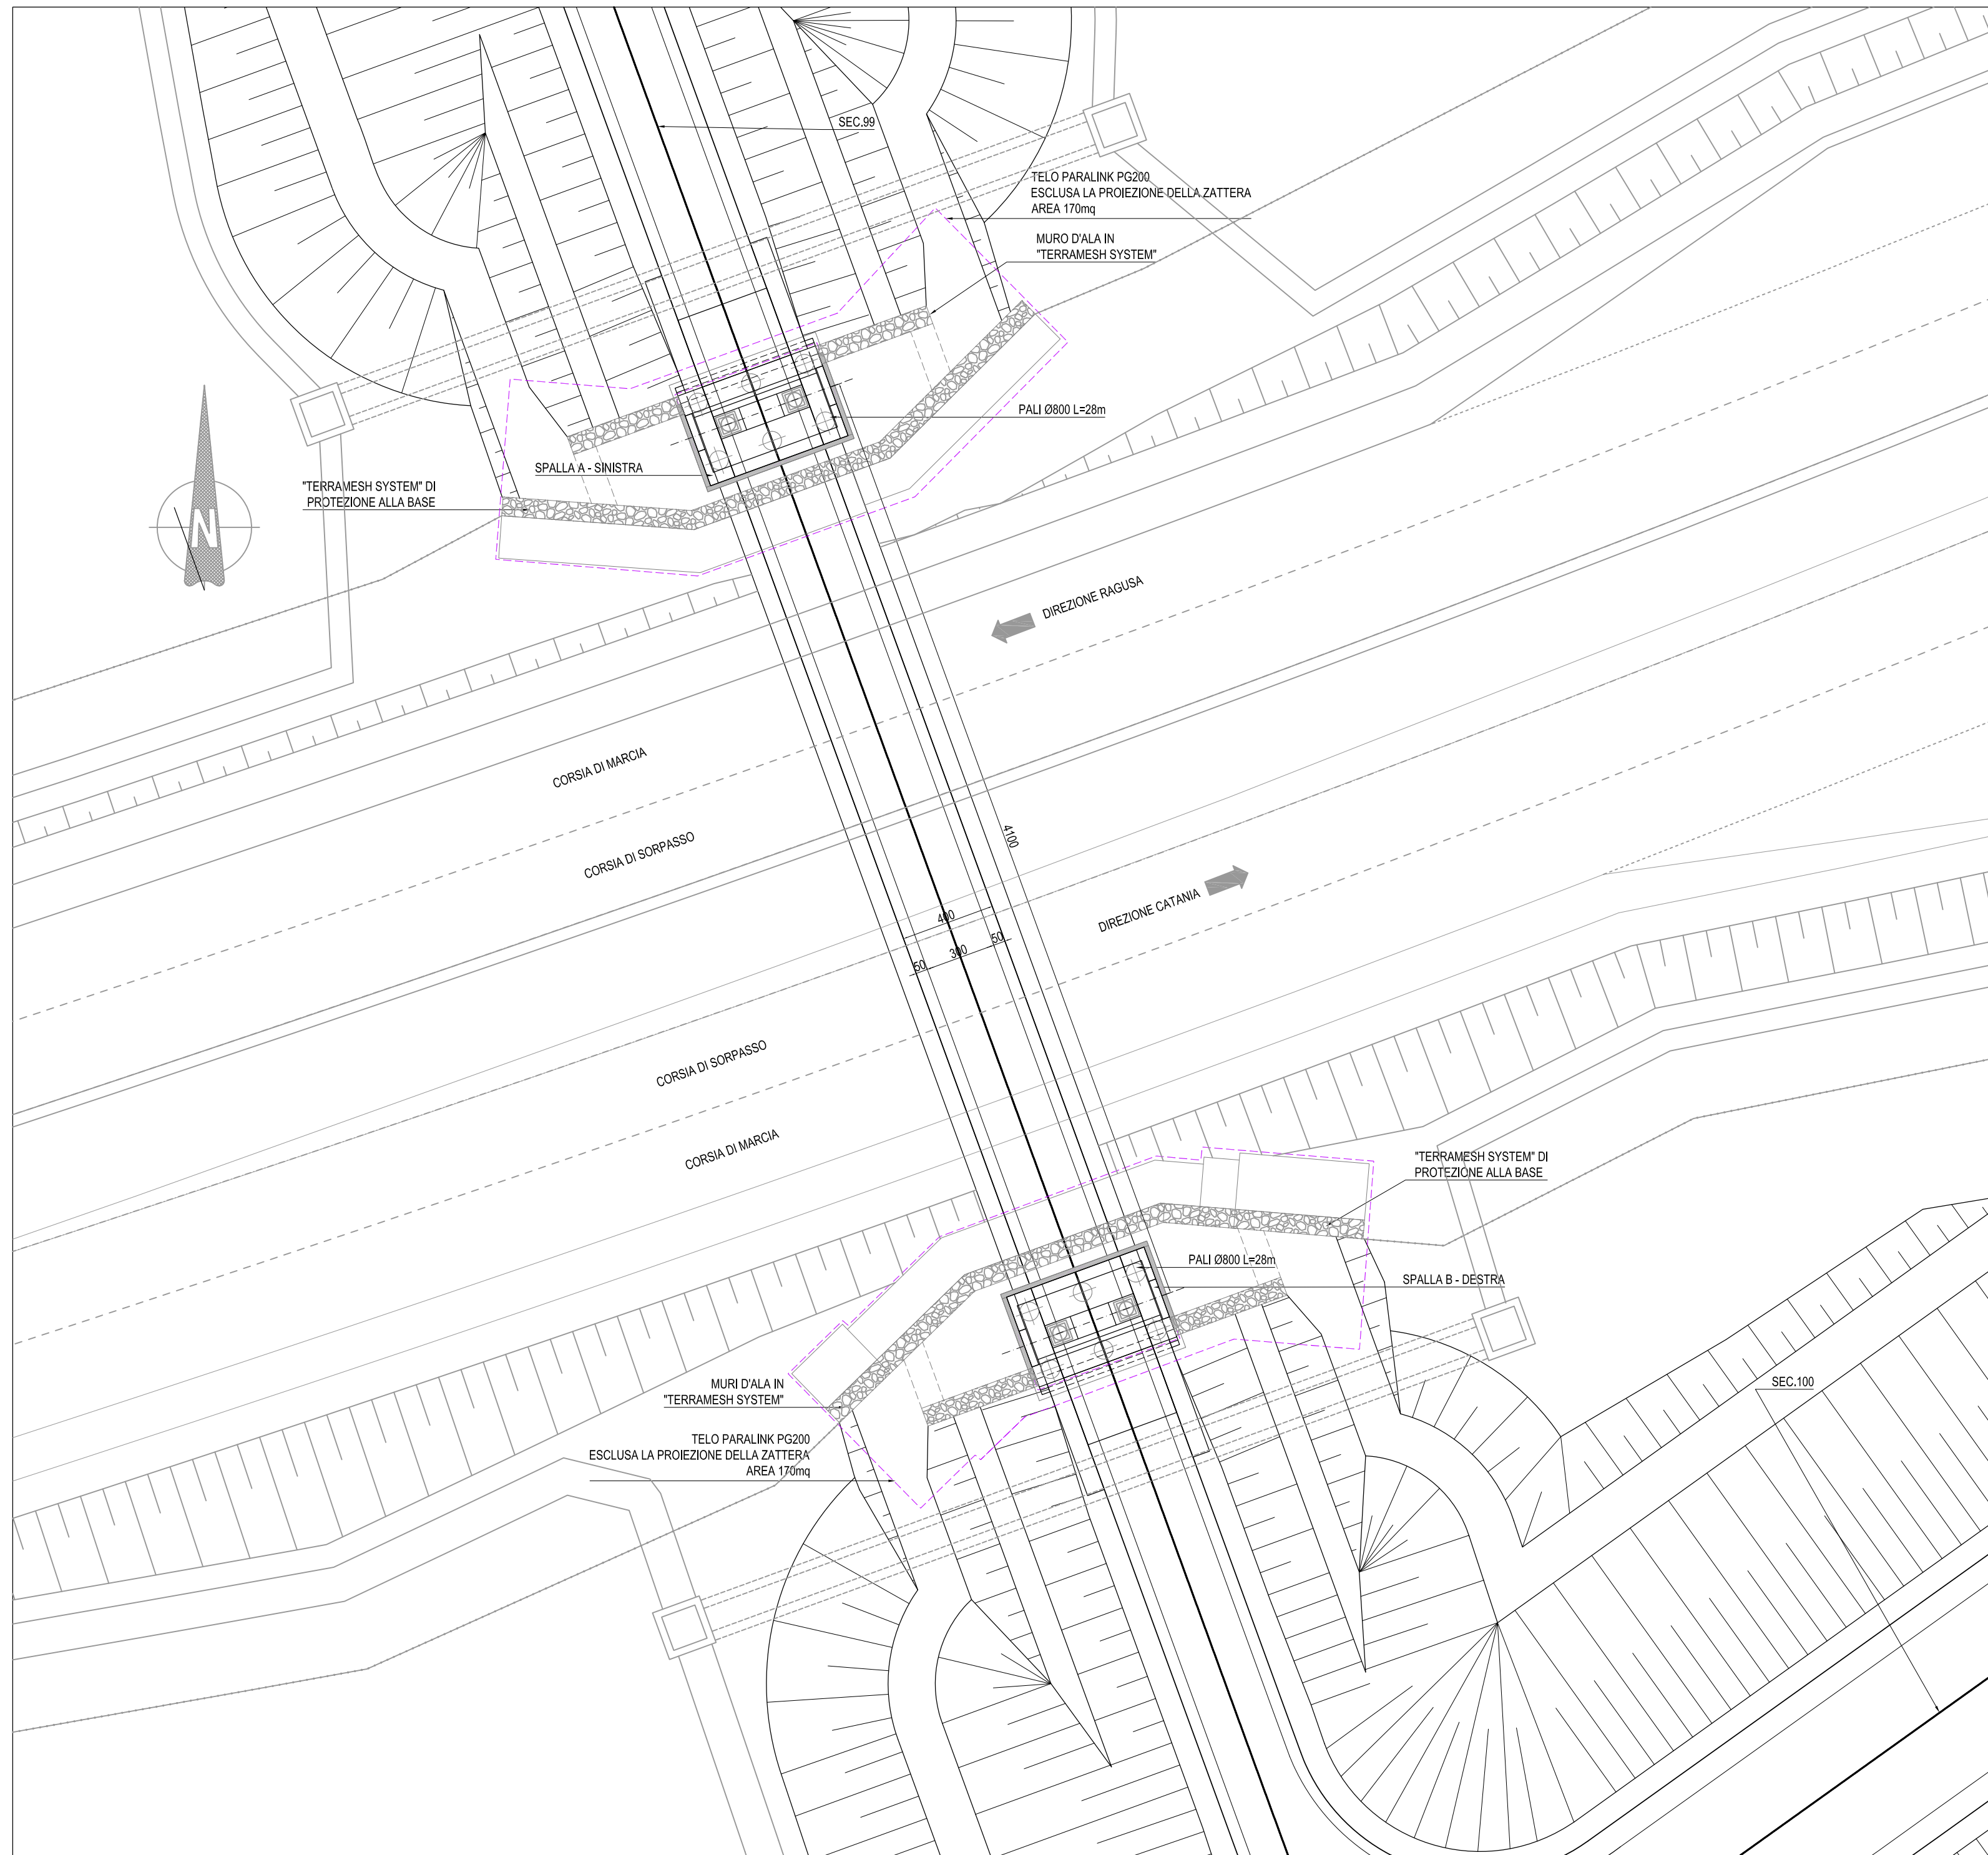 SEC.99
TELO PARALINK PG200
ESCLUSA LA PROIEZIONE DELLA ZATTERA
AREA 170mq
MURO D'ALA IN
"TERRAMESH SYSTEM"
PALI Ø800 L=28m
SPALLA A - SINISTRA
"TERRAMESH SYSTEM" DI
PROTEZIONE ALLA BASE
N
DIREZIONE RAGUSA
CORSIA DI MARCIA
CORSIA DI SORPASSO
4100
DIREZIONE CATANIA
400
50 300 50
CORSIA DI SORPASSO
CORSIA DI MARCIA
"TERRAMESH SYSTEM" DI
PROTEZIONE ALLA BASE
PALI Ø800 L=28m
SPALLA B - DESTRA
MURI D'ALA IN
"TERRAMESH SYSTEM"
SEC.100
TELO PARALINK PG200
ESCLUSA LA PROIEZIONE DELLA ZATTERA
AREA 170mq